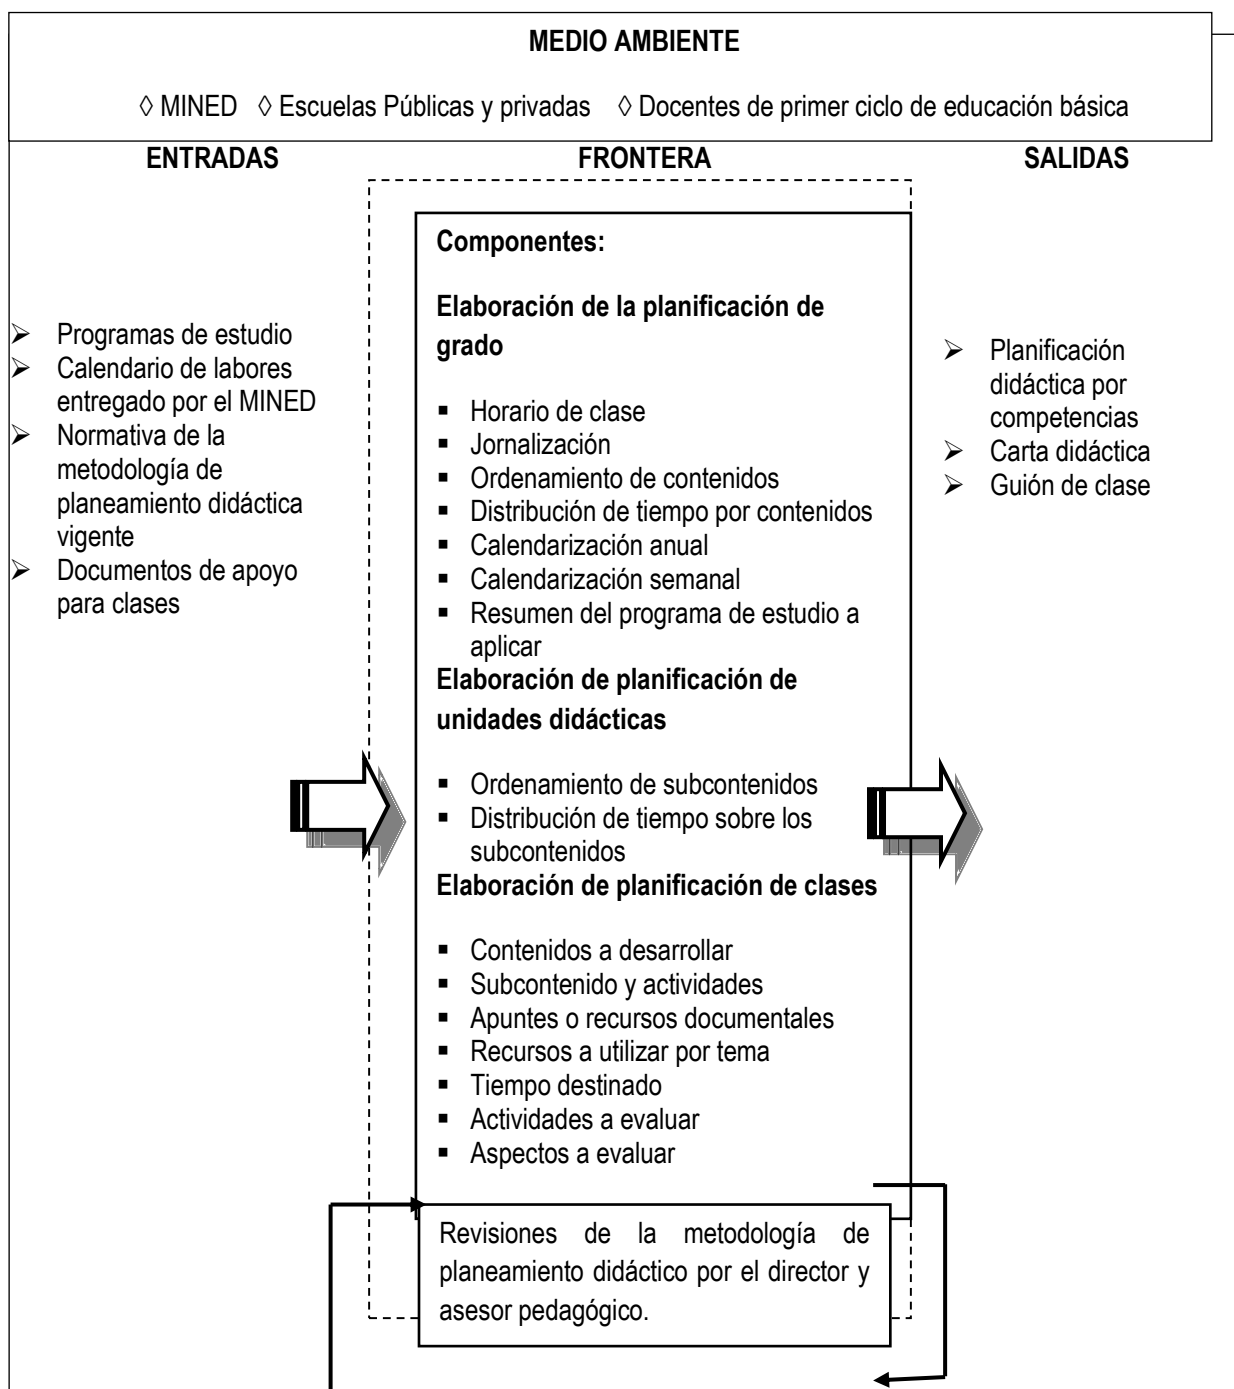 MEDIO AMBIENTE
◊ MINED ◊ Escuelas Públicas y privadas ◊ Docentes de primer ciclo de educación básica
ENTRADAS
FRONTERA
SALIDAS
➢ Programas de estudio
➢ Calendario de labores
entregado por el MINED
➢ Normativa de la
metodología de
planeamiento didáctica
vigente
➢ Documentos de apoyo
para clases
Componentes:
Elaboración de la planificación de
grado
▪ Horario de clase
▪ Jornalización
▪ Ordenamiento de contenidos
▪ Distribución de tiempo por contenidos
▪ Calendarización anual
▪ Calendarización semanal
▪ Resumen del programa de estudio a
aplicar
Elaboración de planificación de
unidades didácticas
▪ Ordenamiento de subcontenidos
▪ Distribución de tiempo sobre los
subcontenidos
Elaboración de planificación de clases
▪ Contenidos a desarrollar
▪ Subcontenido y actividades
▪ Apuntes o recursos documentales
▪ Recursos a utilizar por tema
▪ Tiempo destinado
▪ Actividades a evaluar
▪ Aspectos a evaluar
➢ Planificación
didáctica por
competencias
➢ Carta didáctica
➢ Guión de clase
Revisiones de la metodología de
planeamiento didáctico por el director y
asesor pedagógico.